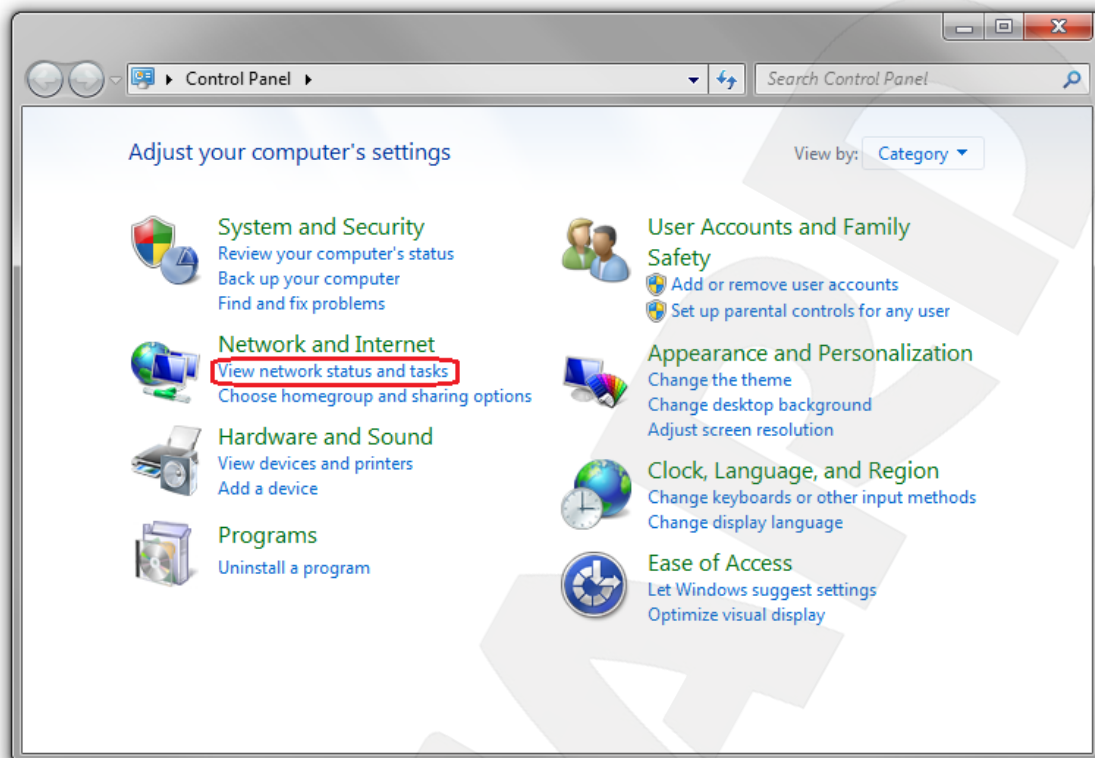 Control Panel
Search Control Panel
Adjust your computer's settings
View by: Category
System and Security
Review your computer's status
Back up your computer
Find and fix problems
Network and Internet
View network status and tasks
Choose homegroup and sharing options
Hardware and Sound
View devices and printers
Add a device
Programs
Uninstall a program
User Accounts and Family
Safety
Add or remove user accounts
Set up parental controls for any user
Appearance and Personalization
Change the theme
Change desktop background
Adjust screen resolution
Clock, Language, and Region
Change keyboards or other input methods
Change display language
Ease of Access
Let Windows suggest settings
Optimize visual display